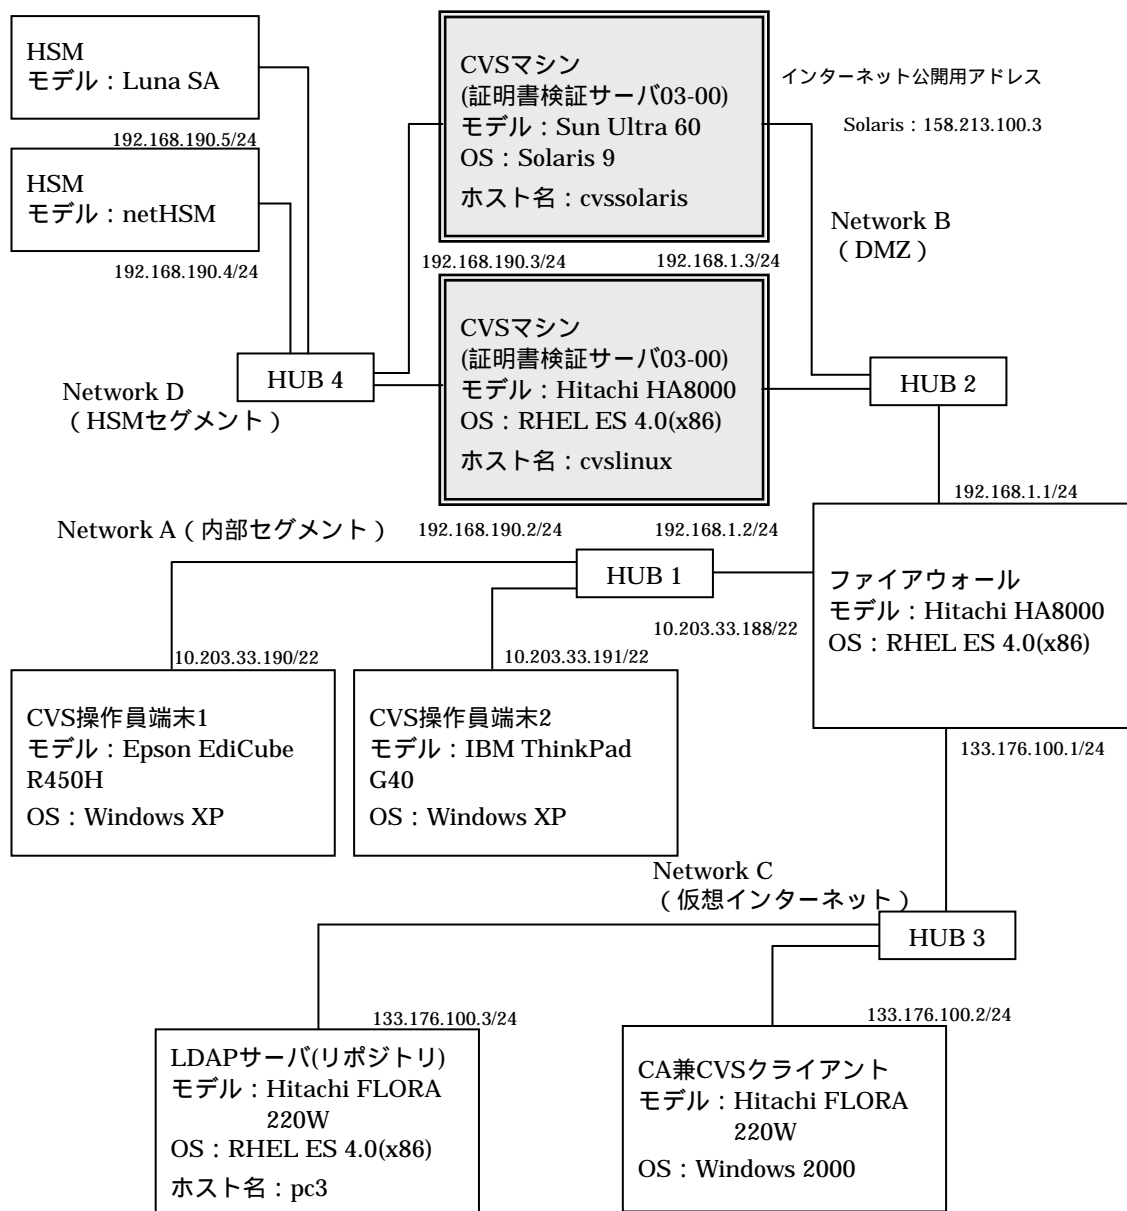 HSM
モデル：Luna SA
192.168.190.5/24
HSM
モデル：netHSM
192.168.190.4/24
CVSマシン
(証明書検証サーバ03-00)
モデル：Sun Ultra 60
OS：Solaris 9
ホスト名：cvssolaris
インターネット公開用アドレス
Solaris：158.213.100.3
Network B
（DMZ）
192.168.190.3/24
192.168.1.3/24
CVSマシン
(証明書検証サーバ03-00)
モデル：Hitachi HA8000
OS：RHEL ES 4.0(x86)
ホスト名：cvslinux
HUB 4
Network D
（HSMセグメント）
HUB 2
192.168.1.1/24
Network A（内部セグメント）
192.168.190.2/24
192.168.1.2/24
HUB 1
10.203.33.188/22
ファイアウォール
モデル：Hitachi HA8000
OS：RHEL ES 4.0(x86)
10.203.33.190/22
10.203.33.191/22
CVS操作員端末1
モデル：Epson EdiCube
R450H
OS：Windows XP
CVS操作員端末2
モデル：IBM ThinkPad
G40
OS：Windows XP
133.176.100.1/24
Network C
（仮想インターネット）
HUB 3
133.176.100.3/24
133.176.100.2/24
LDAPサーバ(リポジトリ)
モデル：Hitachi FLORA
220W
OS：RHEL ES 4.0(x86)
ホスト名：pc3
CA兼CVSクライアント
モデル：Hitachi FLORA
220W
OS：Windows 2000